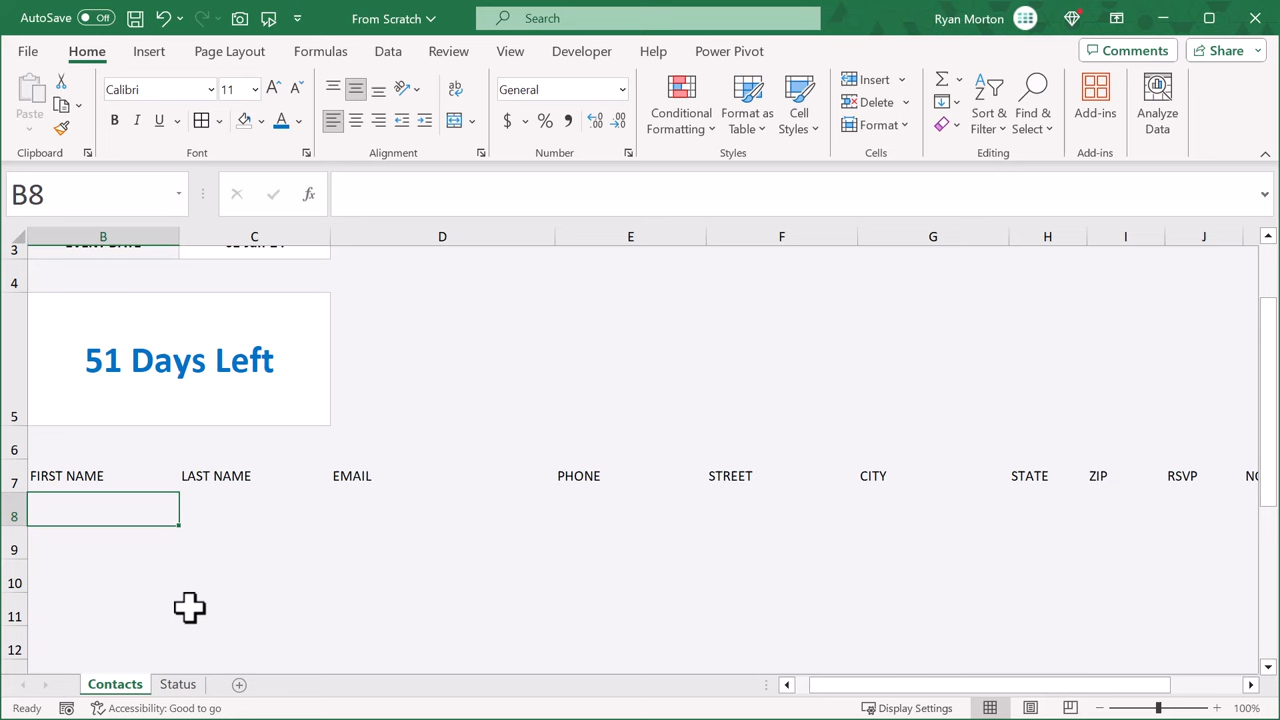 AutoSave Off From Scratch Search Ryan Morton
File Home Insert Page Layout Formulas Data Review View Developer Help Power Pivot Comments Share
Paste
Calibri 11
B I U A
ab
General
$ % 9
Conditional Formatting
Format as Table
Cell Styles
Insert
Delete
Format
Sort & Filter
Find & Select
Add-ins
Analyze Data
Clipboard Font Alignment Number Styles Cells Editing Add-ins
B8 fx
B C D E F G H I J
3
4
51 Days Left
5
6
7 FIRST NAME LAST NAME EMAIL PHONE STREET CITY STATE ZIP RSVP
8
9
10
11
12
Contacts Status
Ready Accessibility: Good to go Display Settings 100%